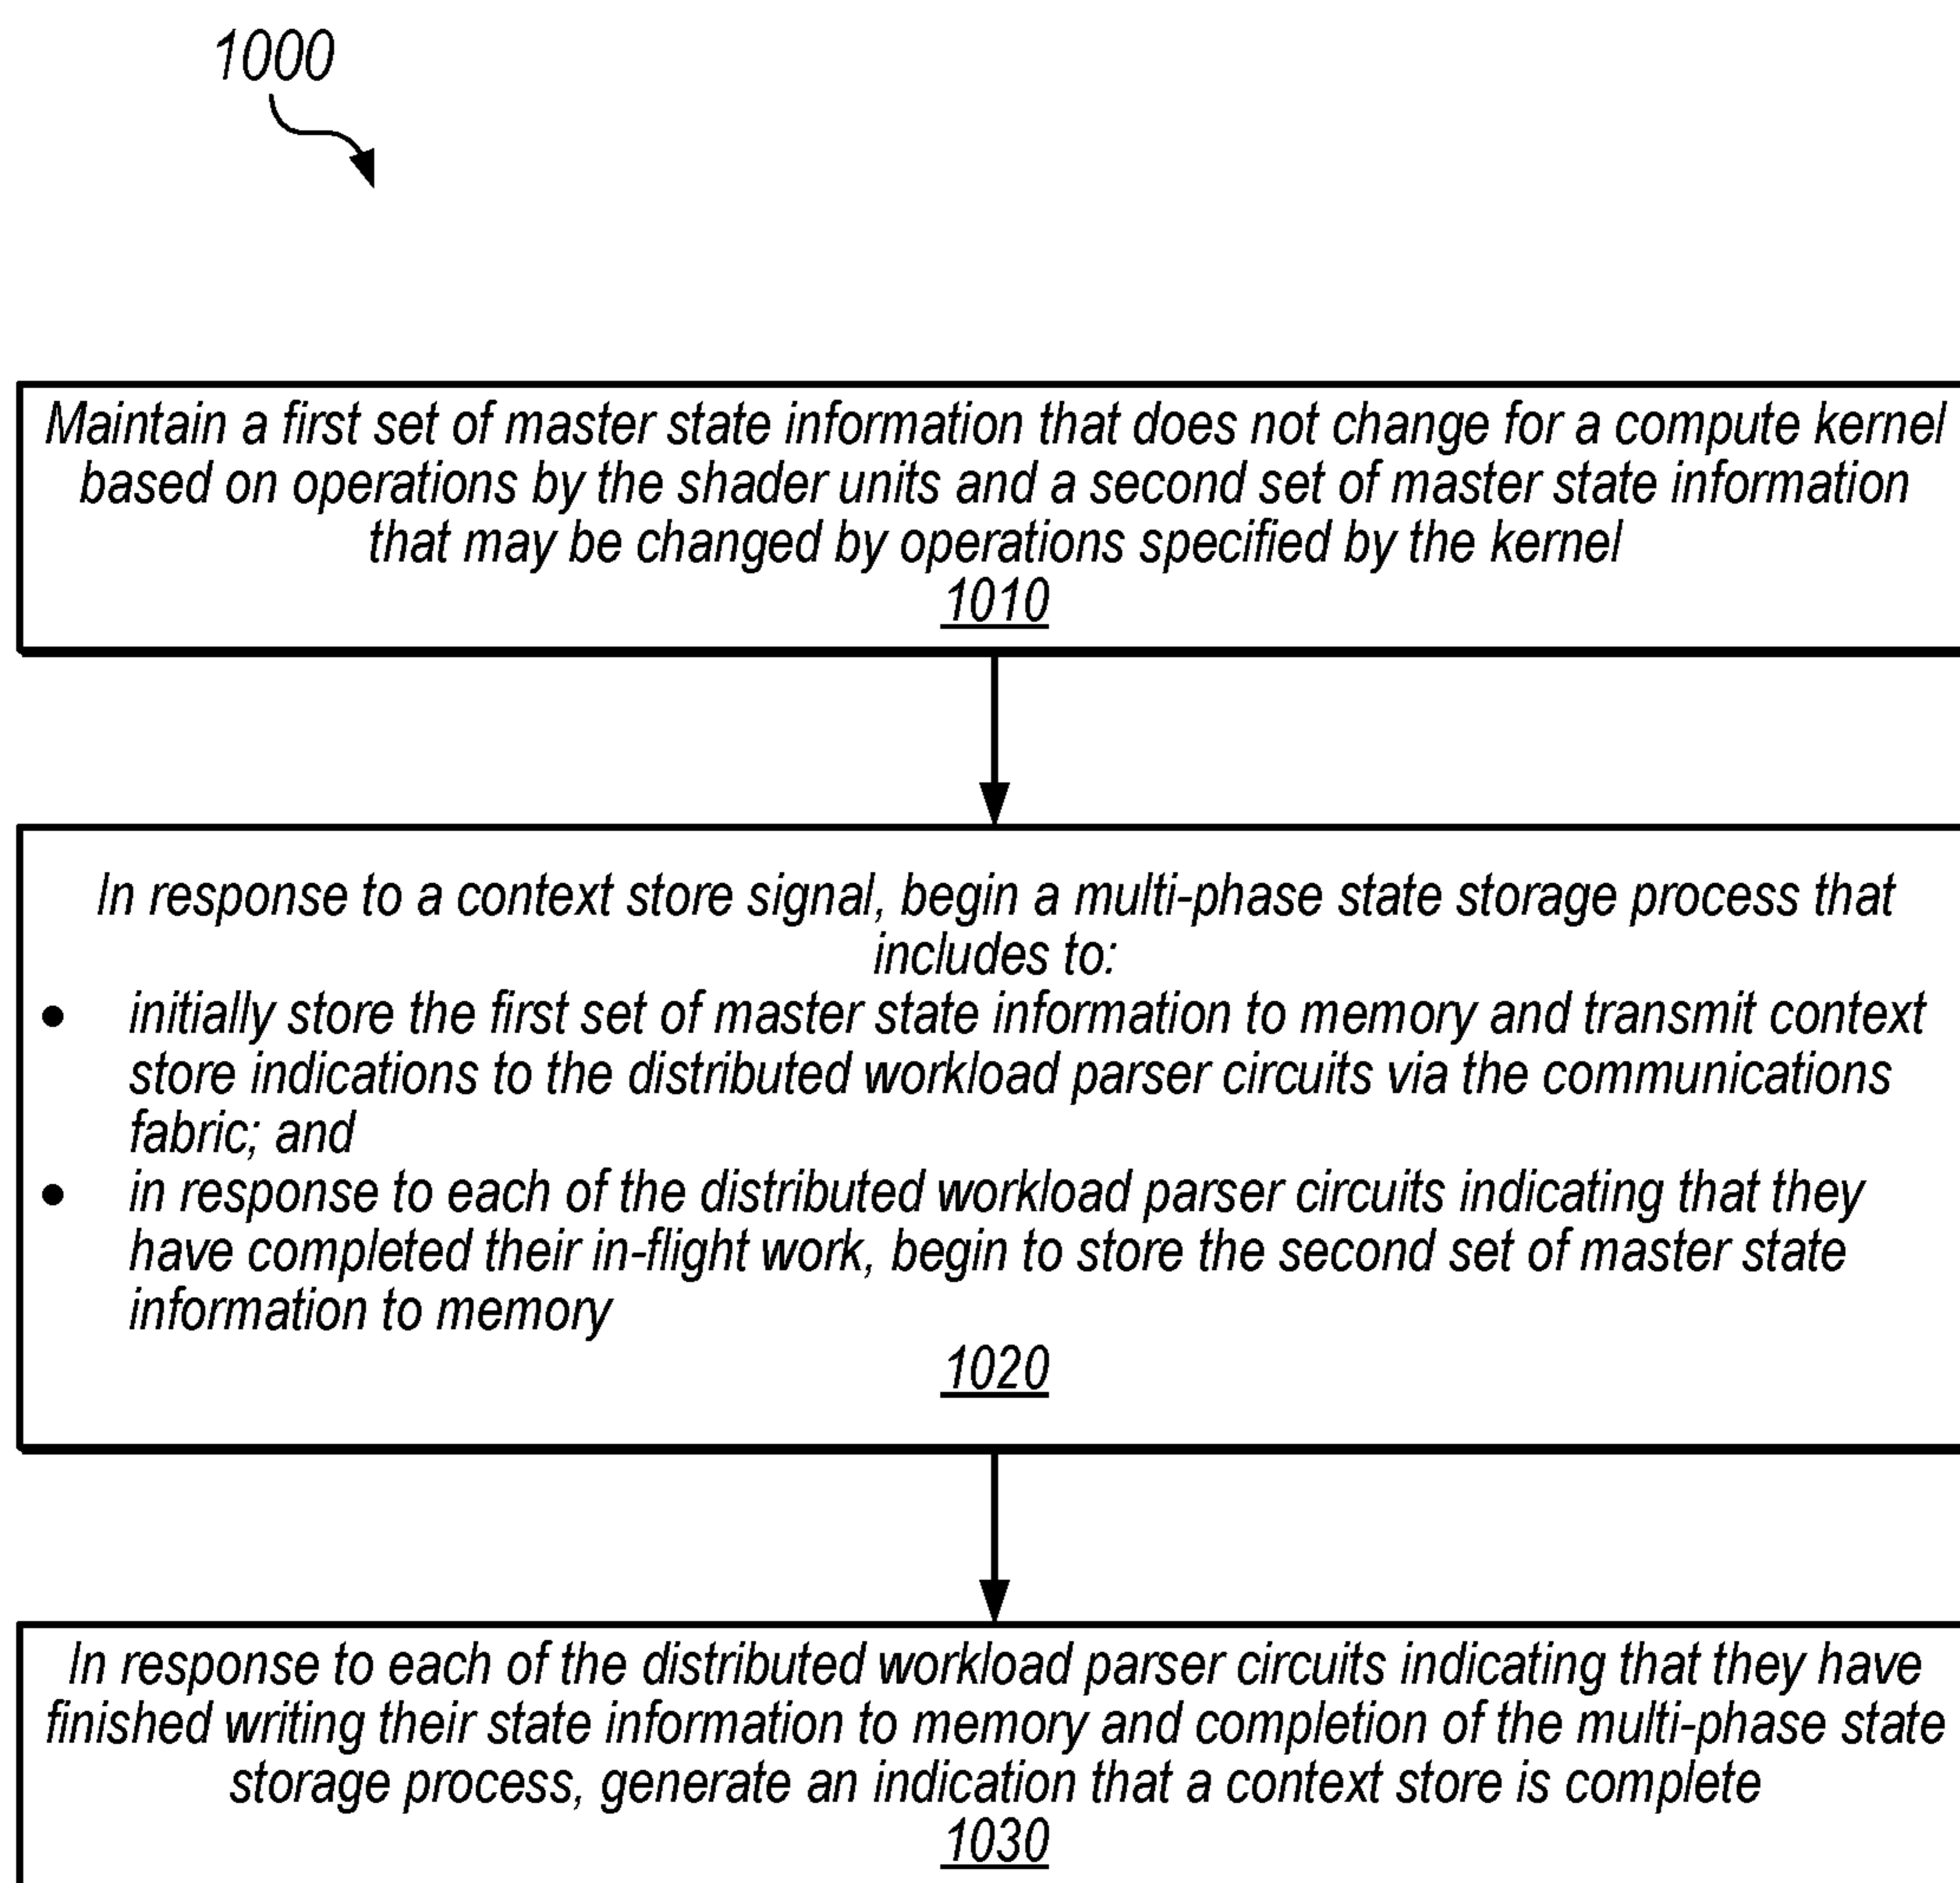 1000
Maintain a first set of master state information that does not change for a compute kernel
based on operations by the shader units and a second set of master state information
that may be changed by operations specified by the kernel
1010
In response to a context store signal, begin a multi-phase state storage process that
includes to:
• initially store the first set of master state information to memory and transmit context
store indications to the distributed workload parser circuits via the communications
fabric; and
• in response to each of the distributed workload parser circuits indicating that they
have completed their in-flight work, begin to store the second set of master state
information to memory
1020
In response to each of the distributed workload parser circuits indicating that they have
finished writing their state information to memory and completion of the multi-phase state
storage process, generate an indication that a context store is complete
1030